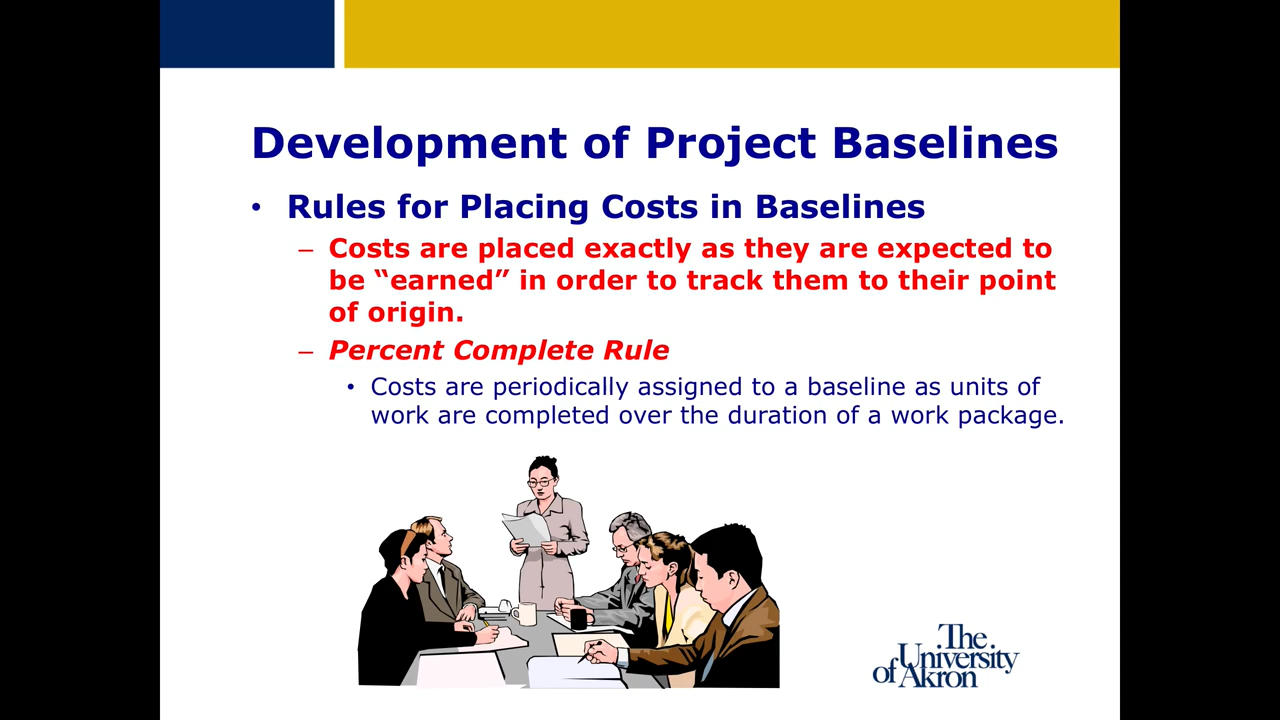 Development of Project Baselines
• Rules for Placing Costs in Baselines
– Costs are placed exactly as they are expected to
be “earned” in order to track them to their point
of origin.
– Percent Complete Rule
• Costs are periodically assigned to a baseline as units of
work are completed over the duration of a work package.
The
University
of Akron